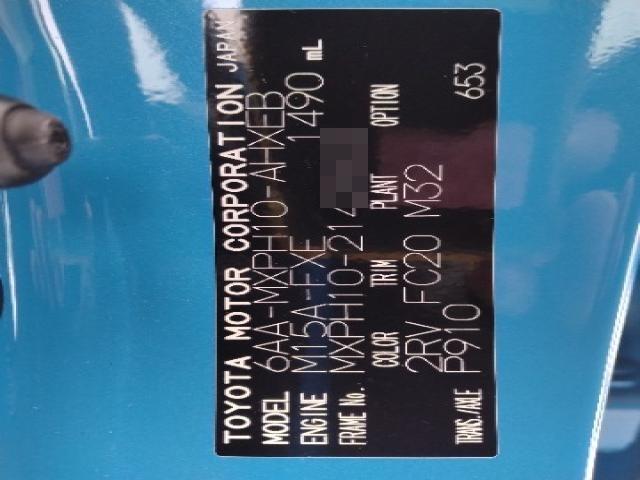 TOYOTA MOTOR CORPORATION JAPAN
MODEL 6AA-MXPH10-AHXEB
ENGINE M15A-FXE 1490 mL
FRAME No. MXPH10-214
COLOR TRIM PLANT OPTION
2RV FC20 M32
TRANS./AXLE P910 653